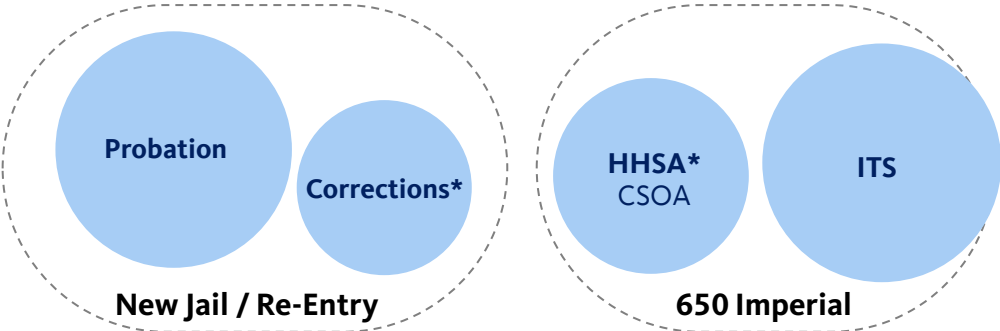 Probation
Corrections*
New Jail / Re-Entry
HHSA*
CSOA
ITS
650 Imperial